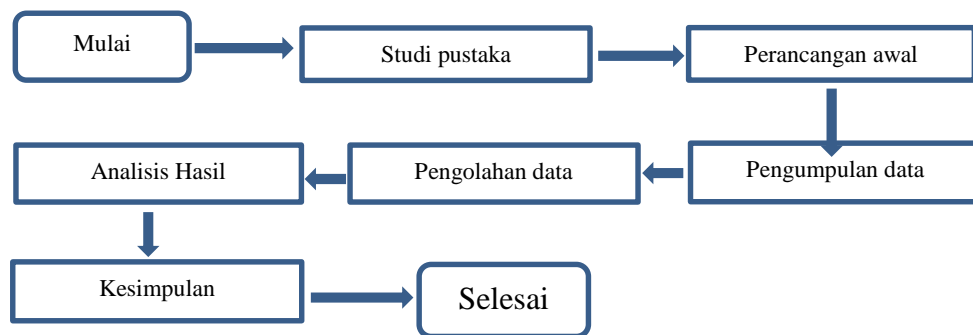 Mulai
Studi pustaka
Perancangan awal
Pengumpulan data
Pengolahan data
Analisis Hasil
Kesimpulan
Selesai